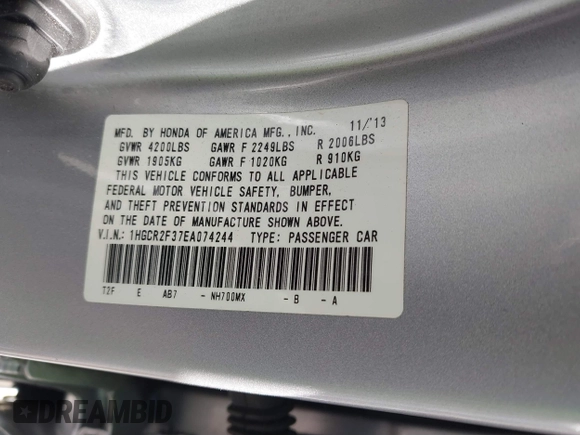 MFD. BY HONDA OF AMERICA MFG., INC. 11/'13
GVWR 4200LBS GAWR F 2249LBS R 2006LBS
GVWR 1905KG GAWR F 1020KG R 910KG
THIS VEHICLE CONFORMS TO ALL APPLICABLE
FEDERAL MOTOR VEHICLE SAFETY, BUMPER,
AND THEFT PREVENTION STANDARDS IN EFFECT
ON THE DATE OF MANUFACTURE SHOWN ABOVE.
V.I.N.: 1HGCR2F37EA074244 TYPE: PASSENGER CAR
T2F E AB7 - NH700MX - B - A
DREAMBID